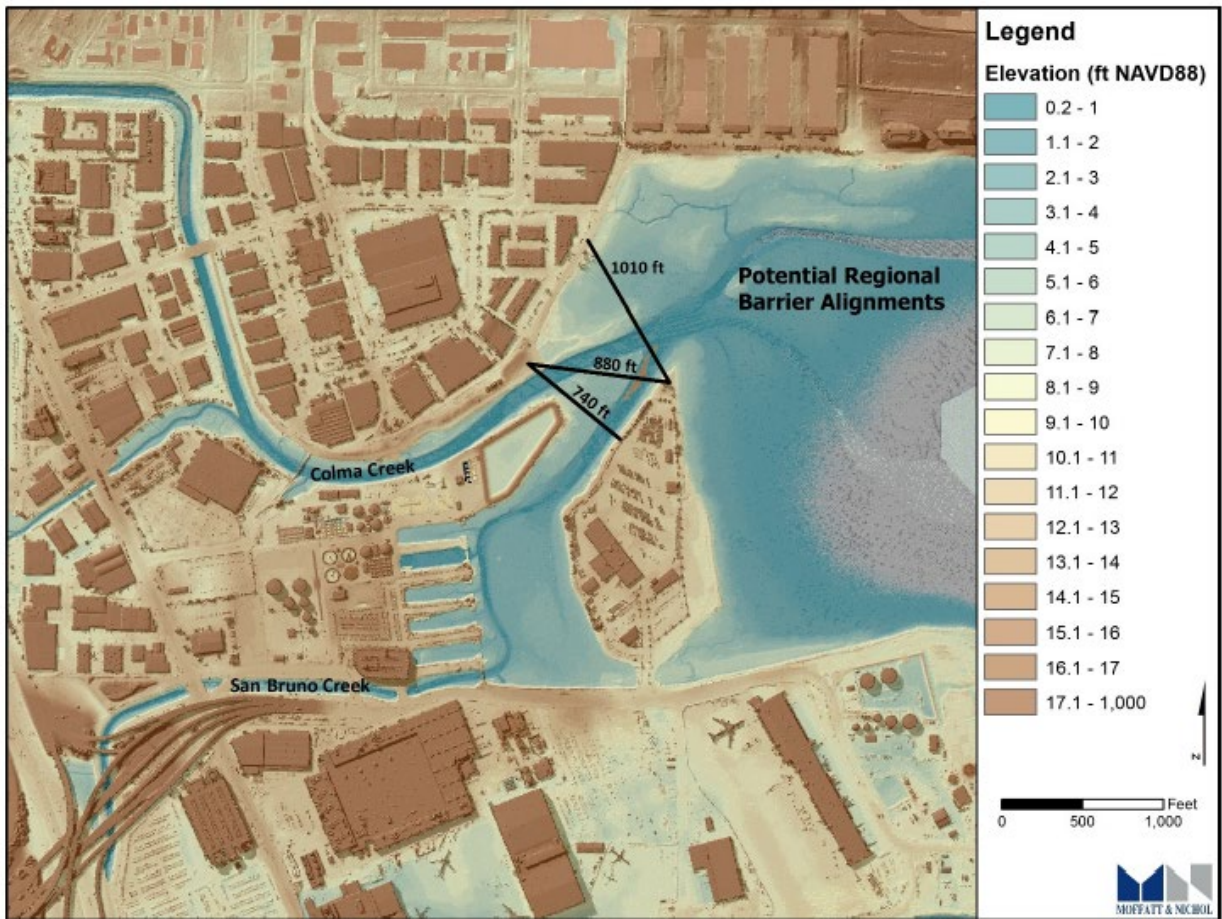 Legend
Elevation (ft NAVD88)
0.2 - 1
1.1 - 2
2.1 - 3
3.1 - 4
4.1 - 5
5.1 - 6
6.1 - 7
7.1 - 8
8.1 - 9
9.1 - 10
10.1 - 11
11.1 - 12
12.1 - 13
13.1 - 14
14.1 - 15
15.1 - 16
16.1 - 17
17.1 - 1,000
1010 ft
Potential Regional
Barrier Alignments
880 ft
740 ft
Colma Creek
San Bruno Creek
N
Feet
0 500 1,000
MOFFATT & NICHOL